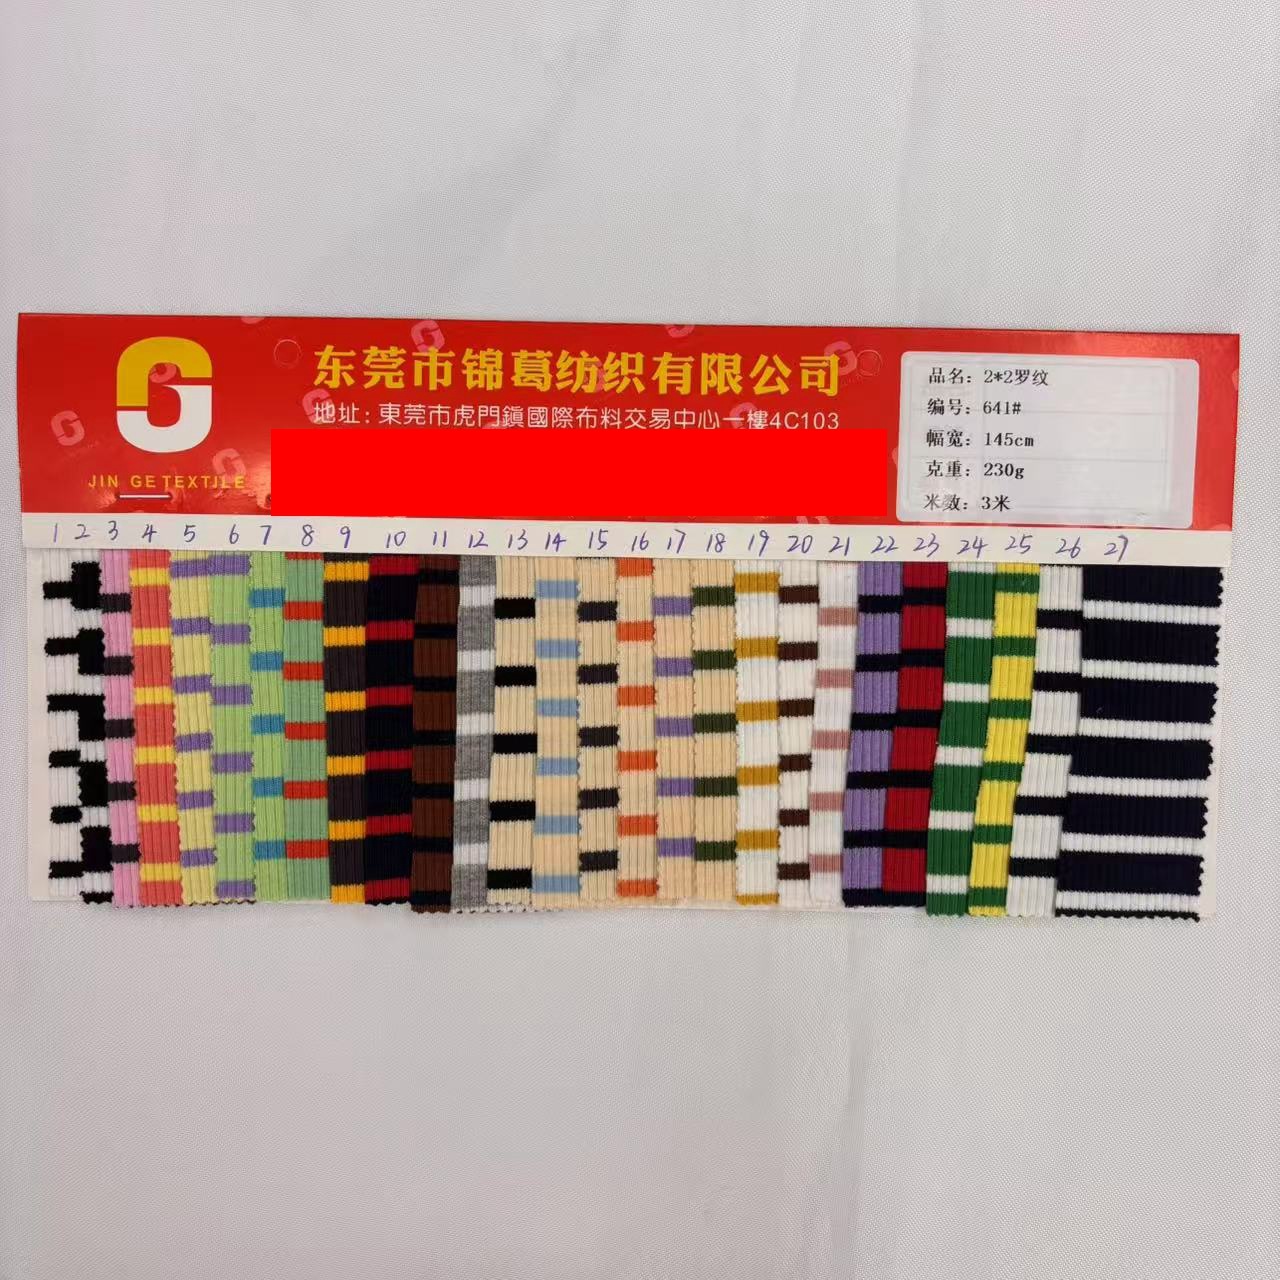 东莞市锦葛纺织有限公司
地址:東莞市虎門鎮國際布料交易中心一樓4C103
JIN GE TEXTILE
品名: 2*2罗纹
编号: 641#
幅宽: 145cm
克重: 230g
米数: 3米
1 2 3 4 5 6 7 8 9 10 11 12 13 14 15 16 17 18 19 20 21 22 23 24 25 26 27